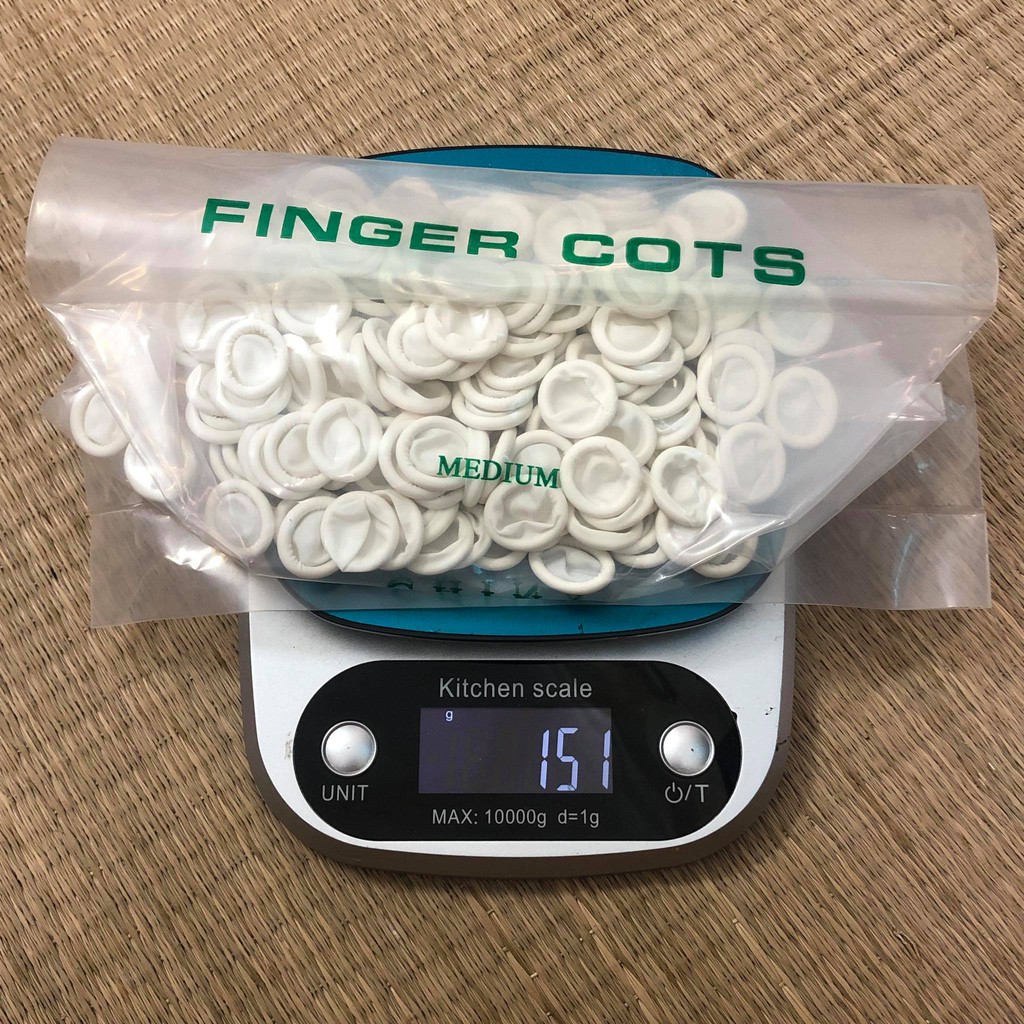 FINGER COTS
MEDIUM
Kitchen scale
g
151
UNIT
⏻/T
MAX: 10000g d=1g